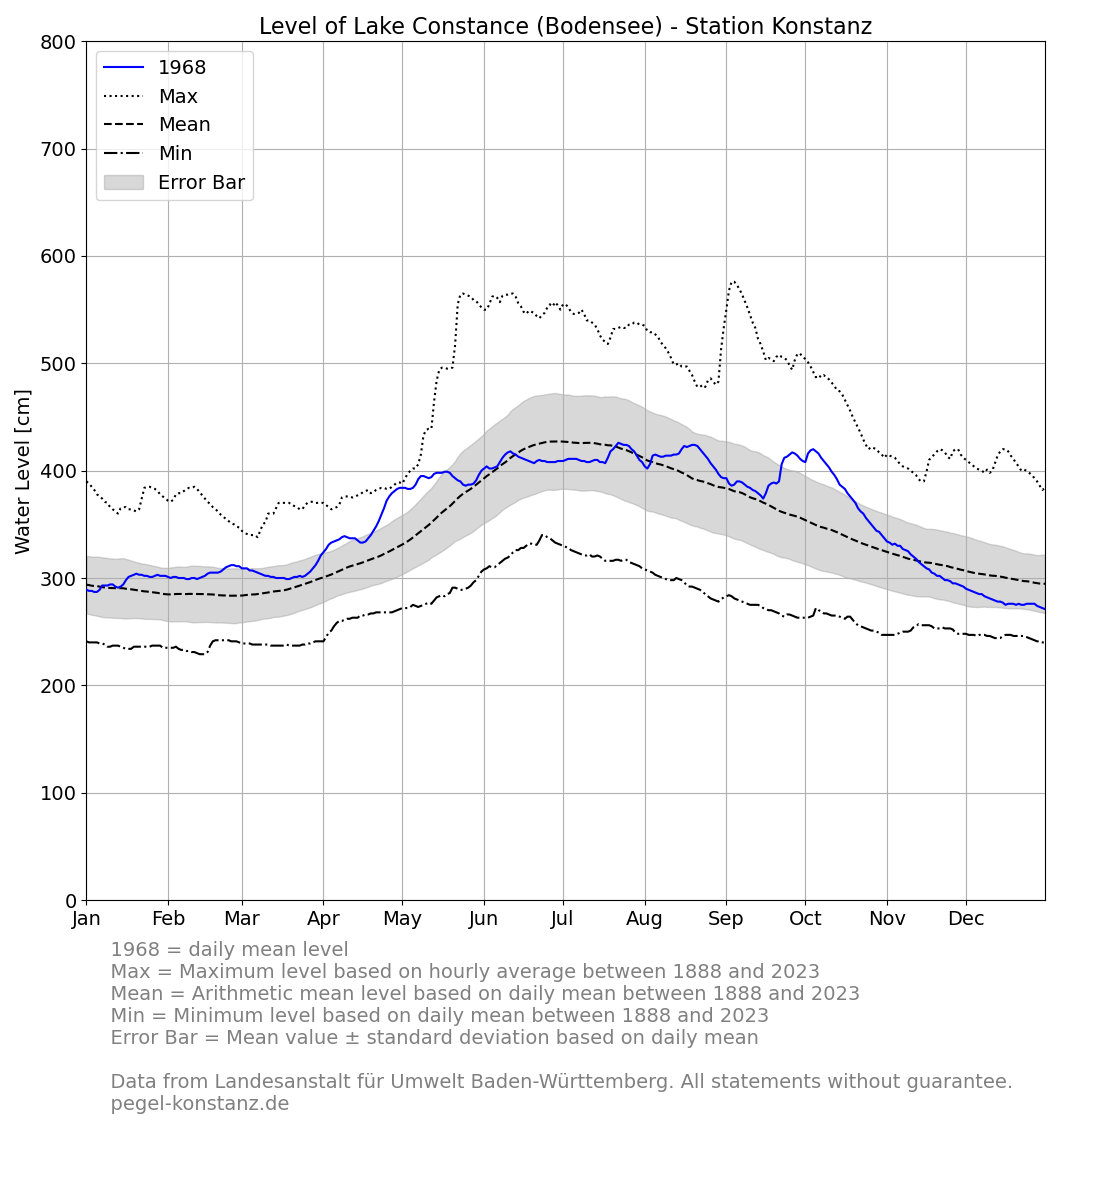 Level of Lake Constance (Bodensee) - Station Konstanz
800
700
600
500
400
300
200
100
0
Water Level [cm]
1968
Max
Mean
Min
Error Bar
Jan Feb Mar Apr May Jun Jul Aug Sep Oct Nov Dec
1968 = daily mean level
Max = Maximum level based on hourly average between 1888 and 2023
Mean = Arithmetic mean level based on daily mean between 1888 and 2023
Min = Minimum level based on daily mean between 1888 and 2023
Error Bar = Mean value ± standard deviation based on daily mean
Data from Landesanstalt für Umwelt Baden-Württemberg. All statements without guarantee.
pegel-konstanz.de